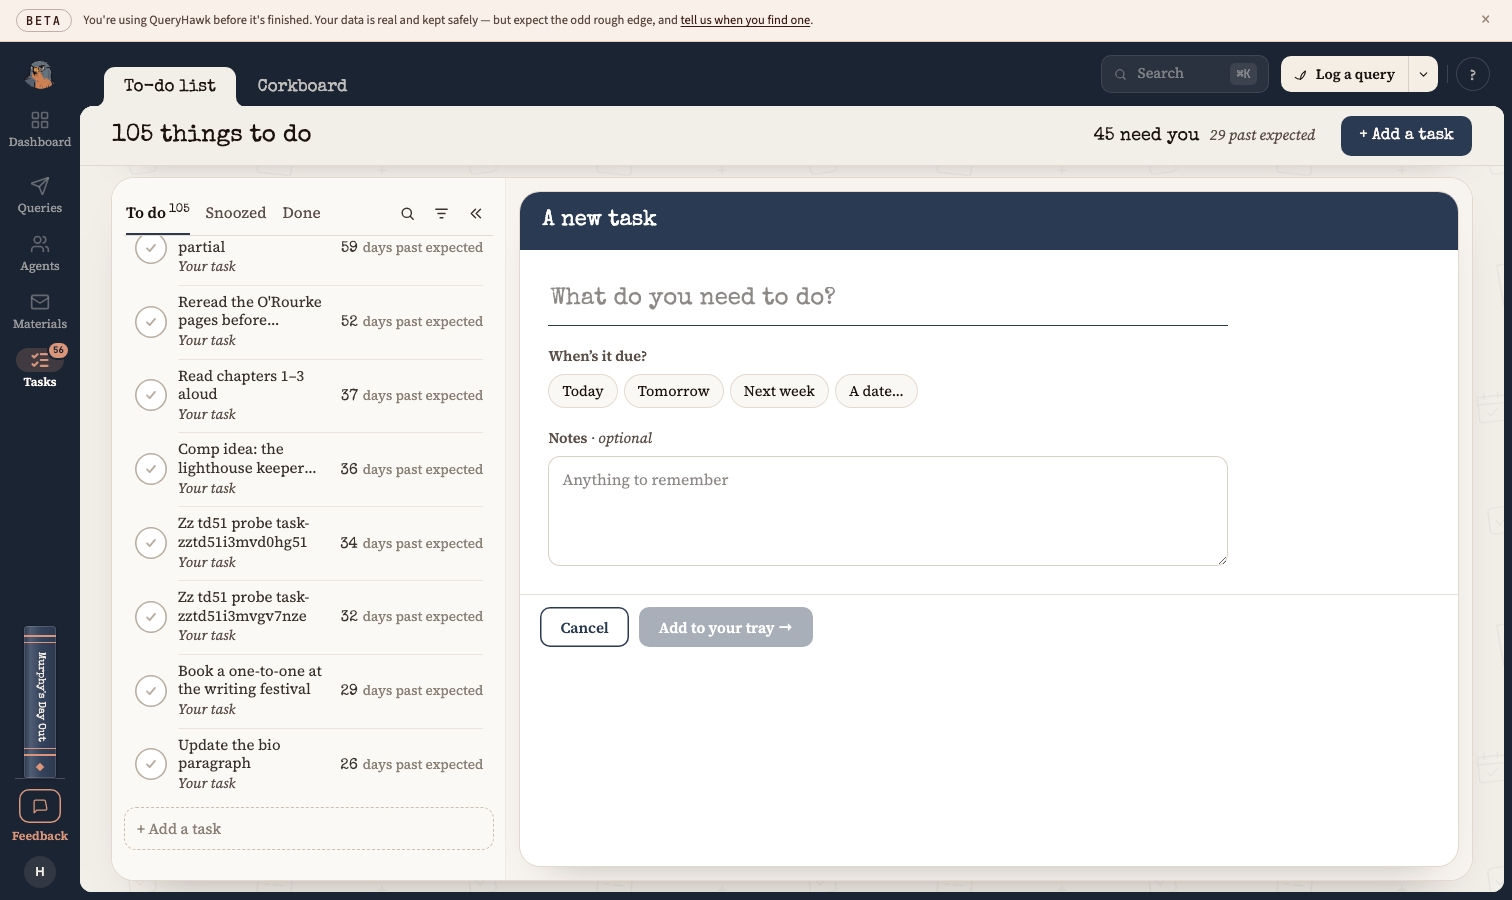 BETA
You're using QueryHawk before it's finished. Your data is real and kept safely — but expect the odd rough edge, and tell us when you find one.
×
To-do list
Corkboard
Search
⌘K
Log a query
?
Dashboard
Queries
Agents
Materials
56
Tasks
Murphy's Day Out
Feedback
H
105 things to do
45 need you
29 past expected
+ Add a task
To do 105
Snoozed
Done
partial
Your task
59 days past expected
Reread the O'Rourke
pages before...
Your task
52 days past expected
Read chapters 1–3
aloud
Your task
37 days past expected
Comp idea: the
lighthouse keeper...
Your task
36 days past expected
Zz td51 probe task-
zztd51i3mvd0hg51
Your task
34 days past expected
Zz td51 probe task-
zztd51i3mvgv7nze
Your task
32 days past expected
Book a one-to-one at
the writing festival
Your task
29 days past expected
Update the bio
paragraph
Your task
26 days past expected
+ Add a task
A new task
What do you need to do?
When's it due?
Today
Tomorrow
Next week
A date...
Notes · optional
Anything to remember
Cancel
Add to your tray →